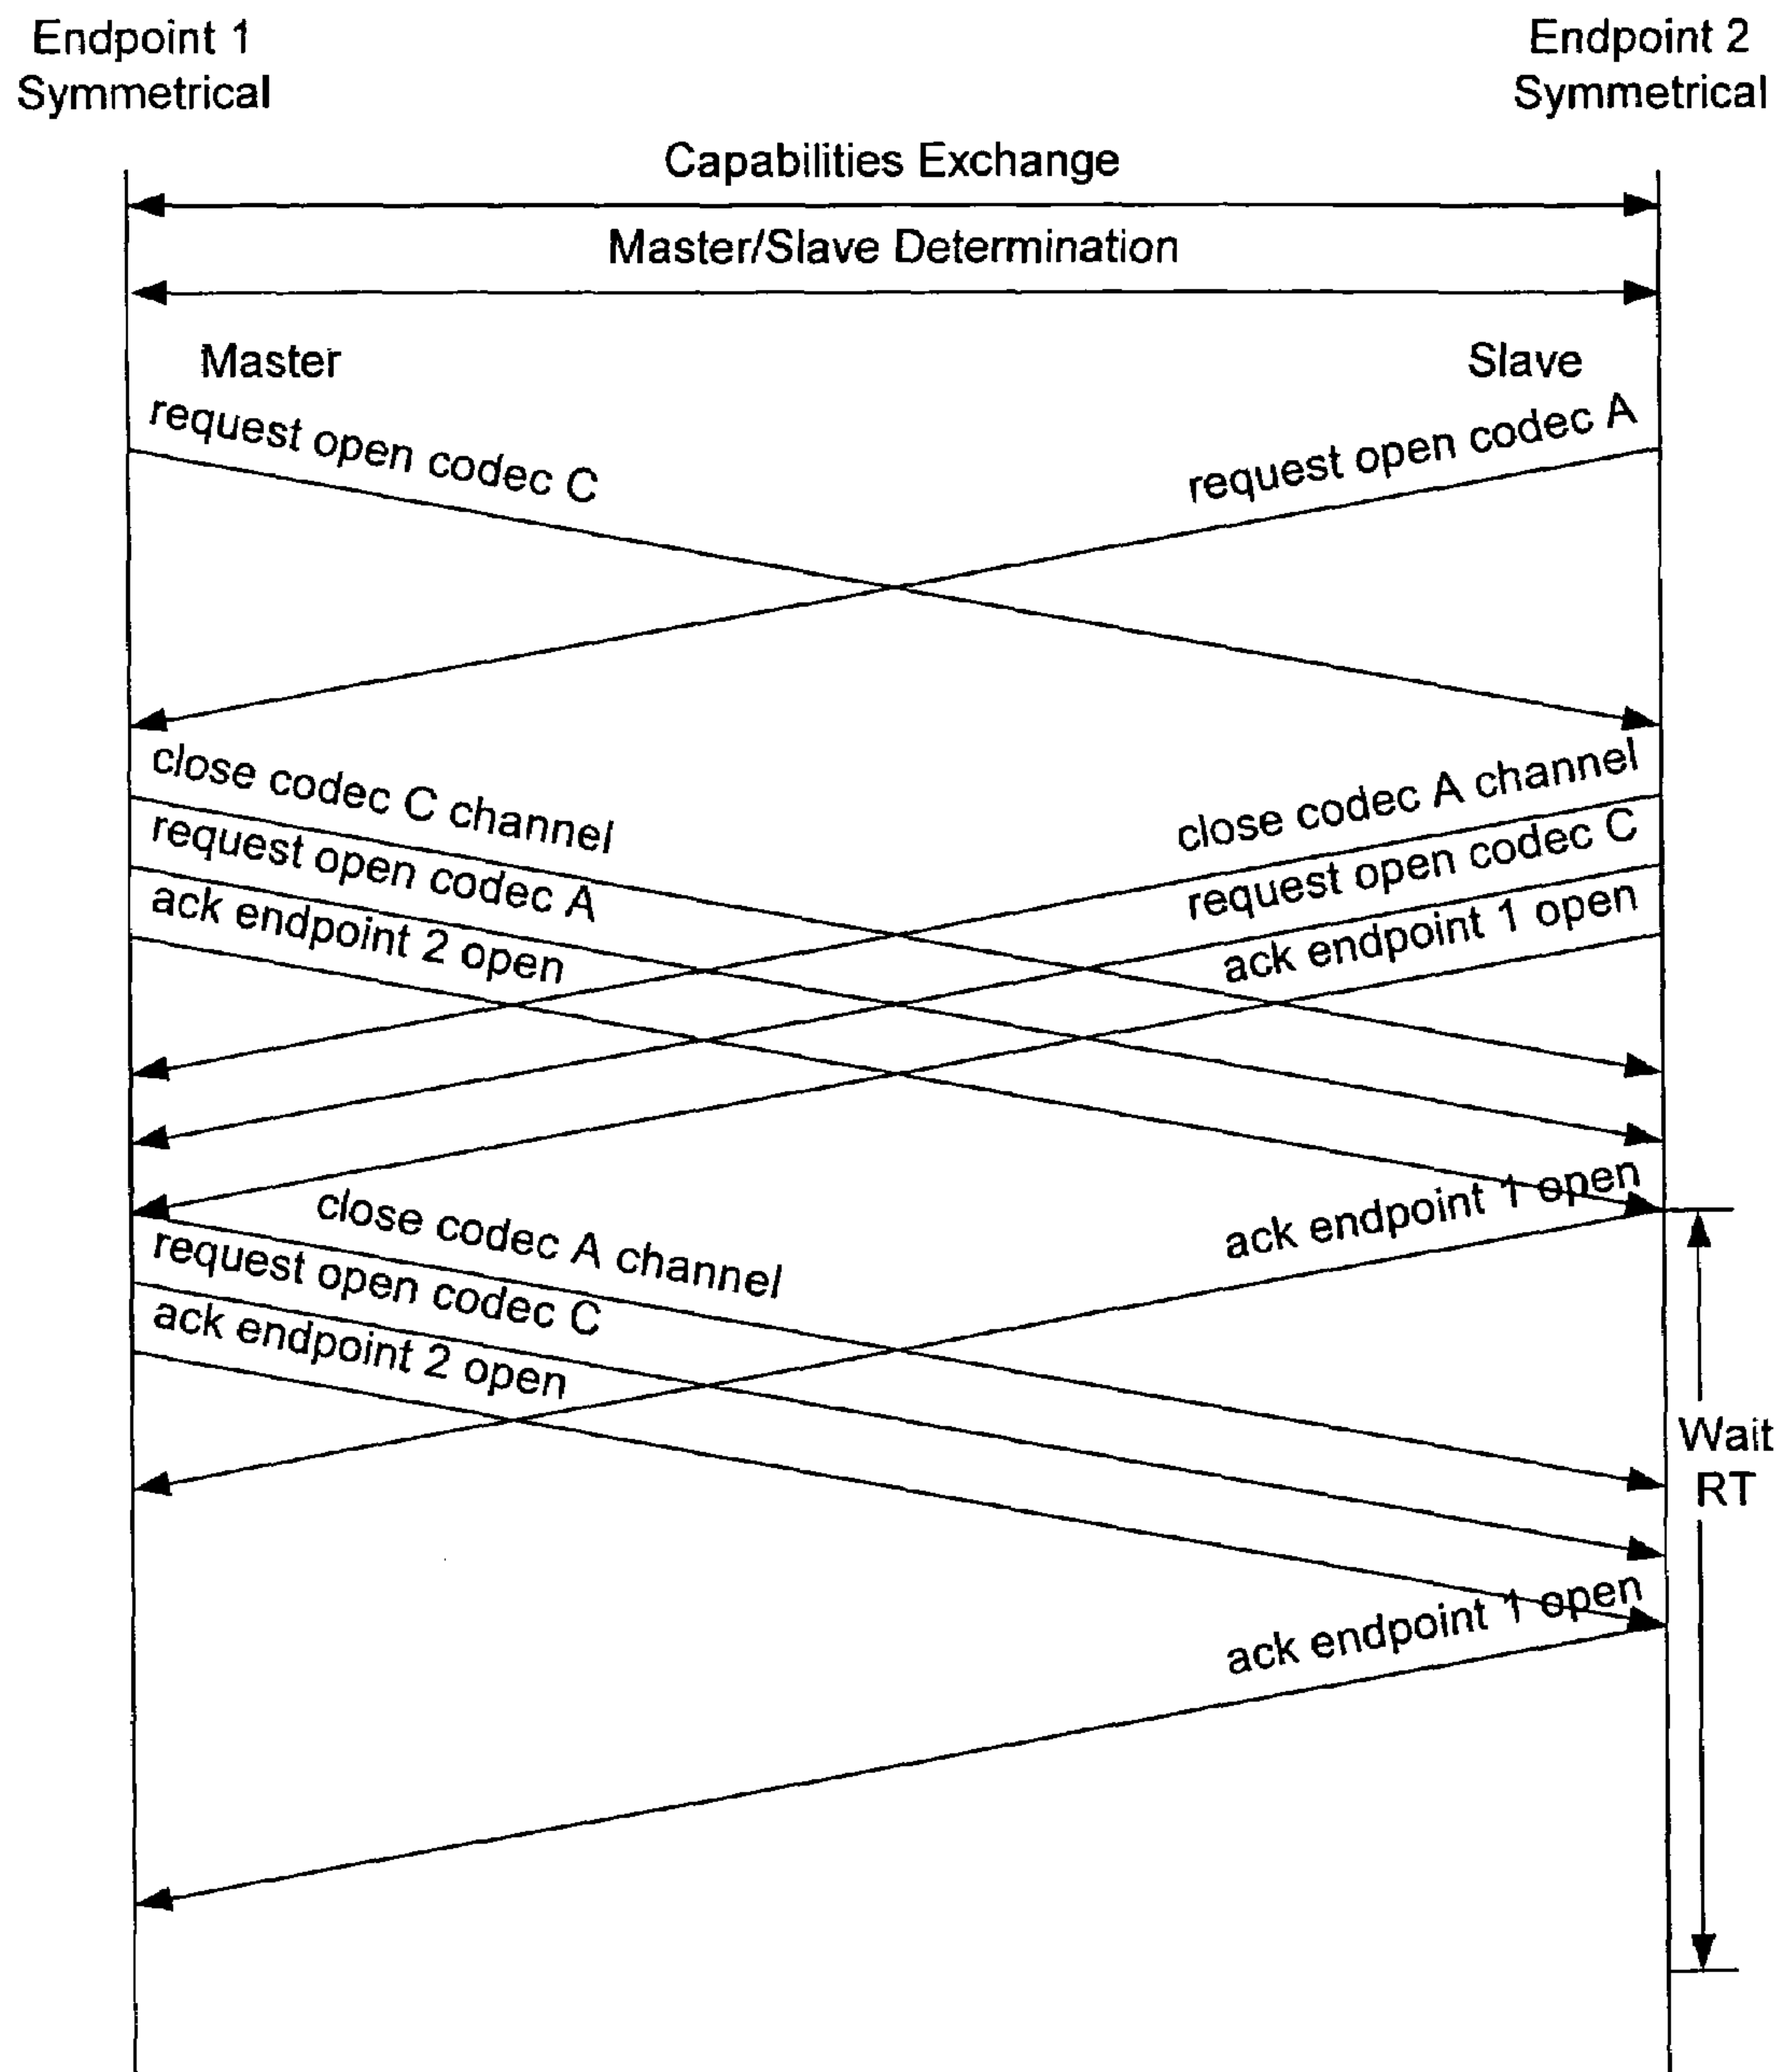 Endpoint 1
Symmetrical
Endpoint 2
Symmetrical
Capabilities Exchange
Master/Slave Determination
Master
Slave
request open codec C
request open codec A
close codec C channel
close codec A channel
request open codec A
request open codec C
ack endpoint 2 open
ack endpoint 1 open
close codec A channel
ack endpoint 1 open
request open codec C
ack endpoint 2 open
Wait
RT
ack endpoint 1 open